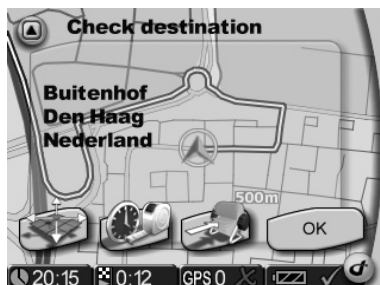 Check destination
Buitenhof
Den Haag
Nederland
500m
OK
20:15 0:12 GPS 0